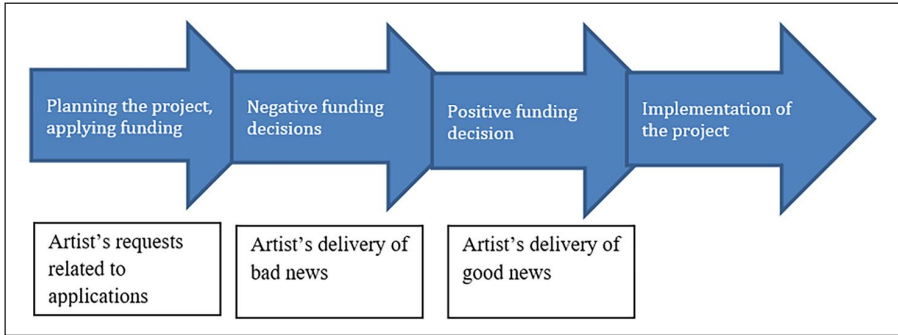 Planning the project,
applying funding
Negative funding
decisions
Positive funding
decision
Implementation of
the project
Artist’s requests
related to
applications
Artist’s delivery of
bad news
Artist’s delivery of
good news